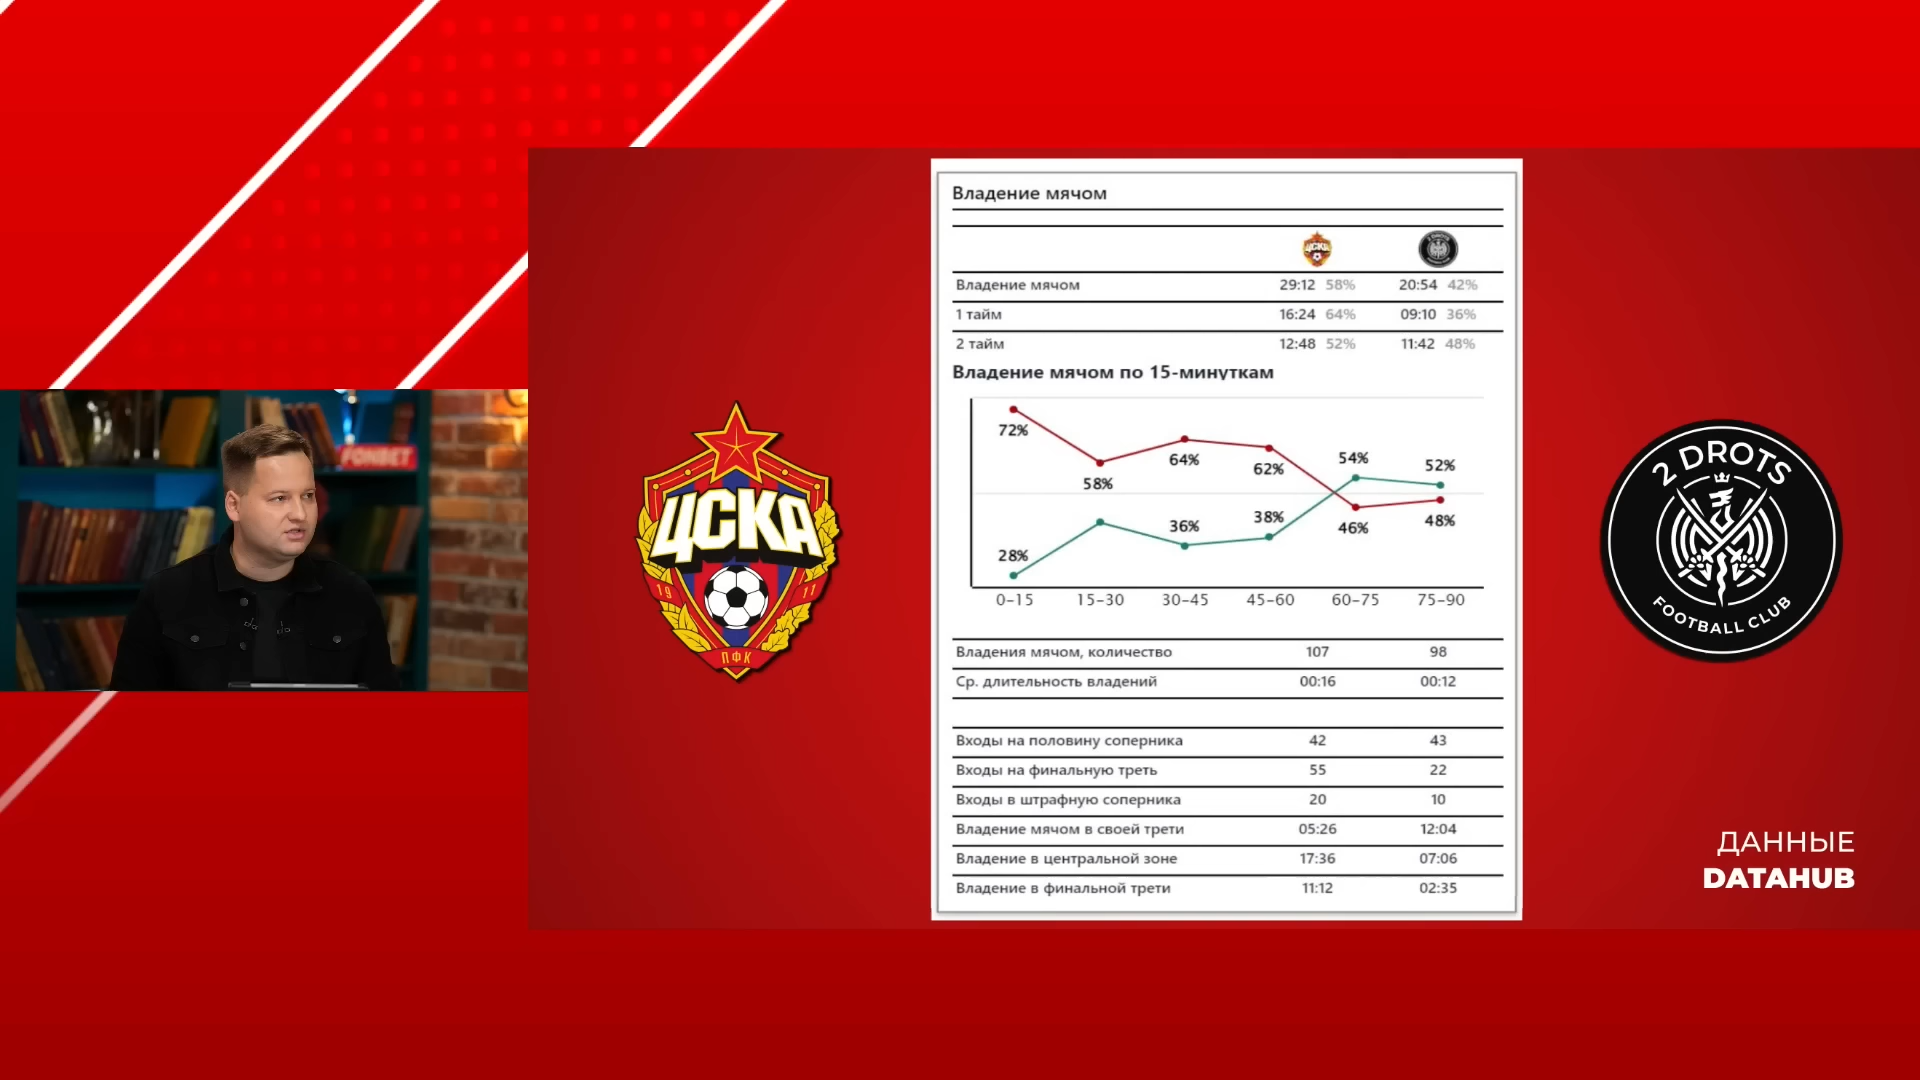 FONBET
ЦСКА
19 11
ПФК
Владение мячом
ЦСКА
2 DROTS
Владение мячом 29:12 58% 20:54 42%
1 тайм 16:24 64% 09:10 36%
2 тайм 12:48 52% 11:42 48%
Владение мячом по 15-минуткам
72%
58%
64%
62%
54%
52%
28%
36%
38%
46%
48%
0–15 15–30 30–45 45–60 60–75 75–90
Владения мячом, количество 107 98
Ср. длительность владений 00:16 00:12
Входы на половину соперника 42 43
Входы на финальную треть 55 22
Входы в штрафную соперника 20 10
Владение мячом в своей трети 05:26 12:04
Владение в центральной зоне 17:36 07:06
Владение в финальной трети 11:12 02:35
2 DROTS
FOOTBALL CLUB
ДАННЫЕ
DATAHUB